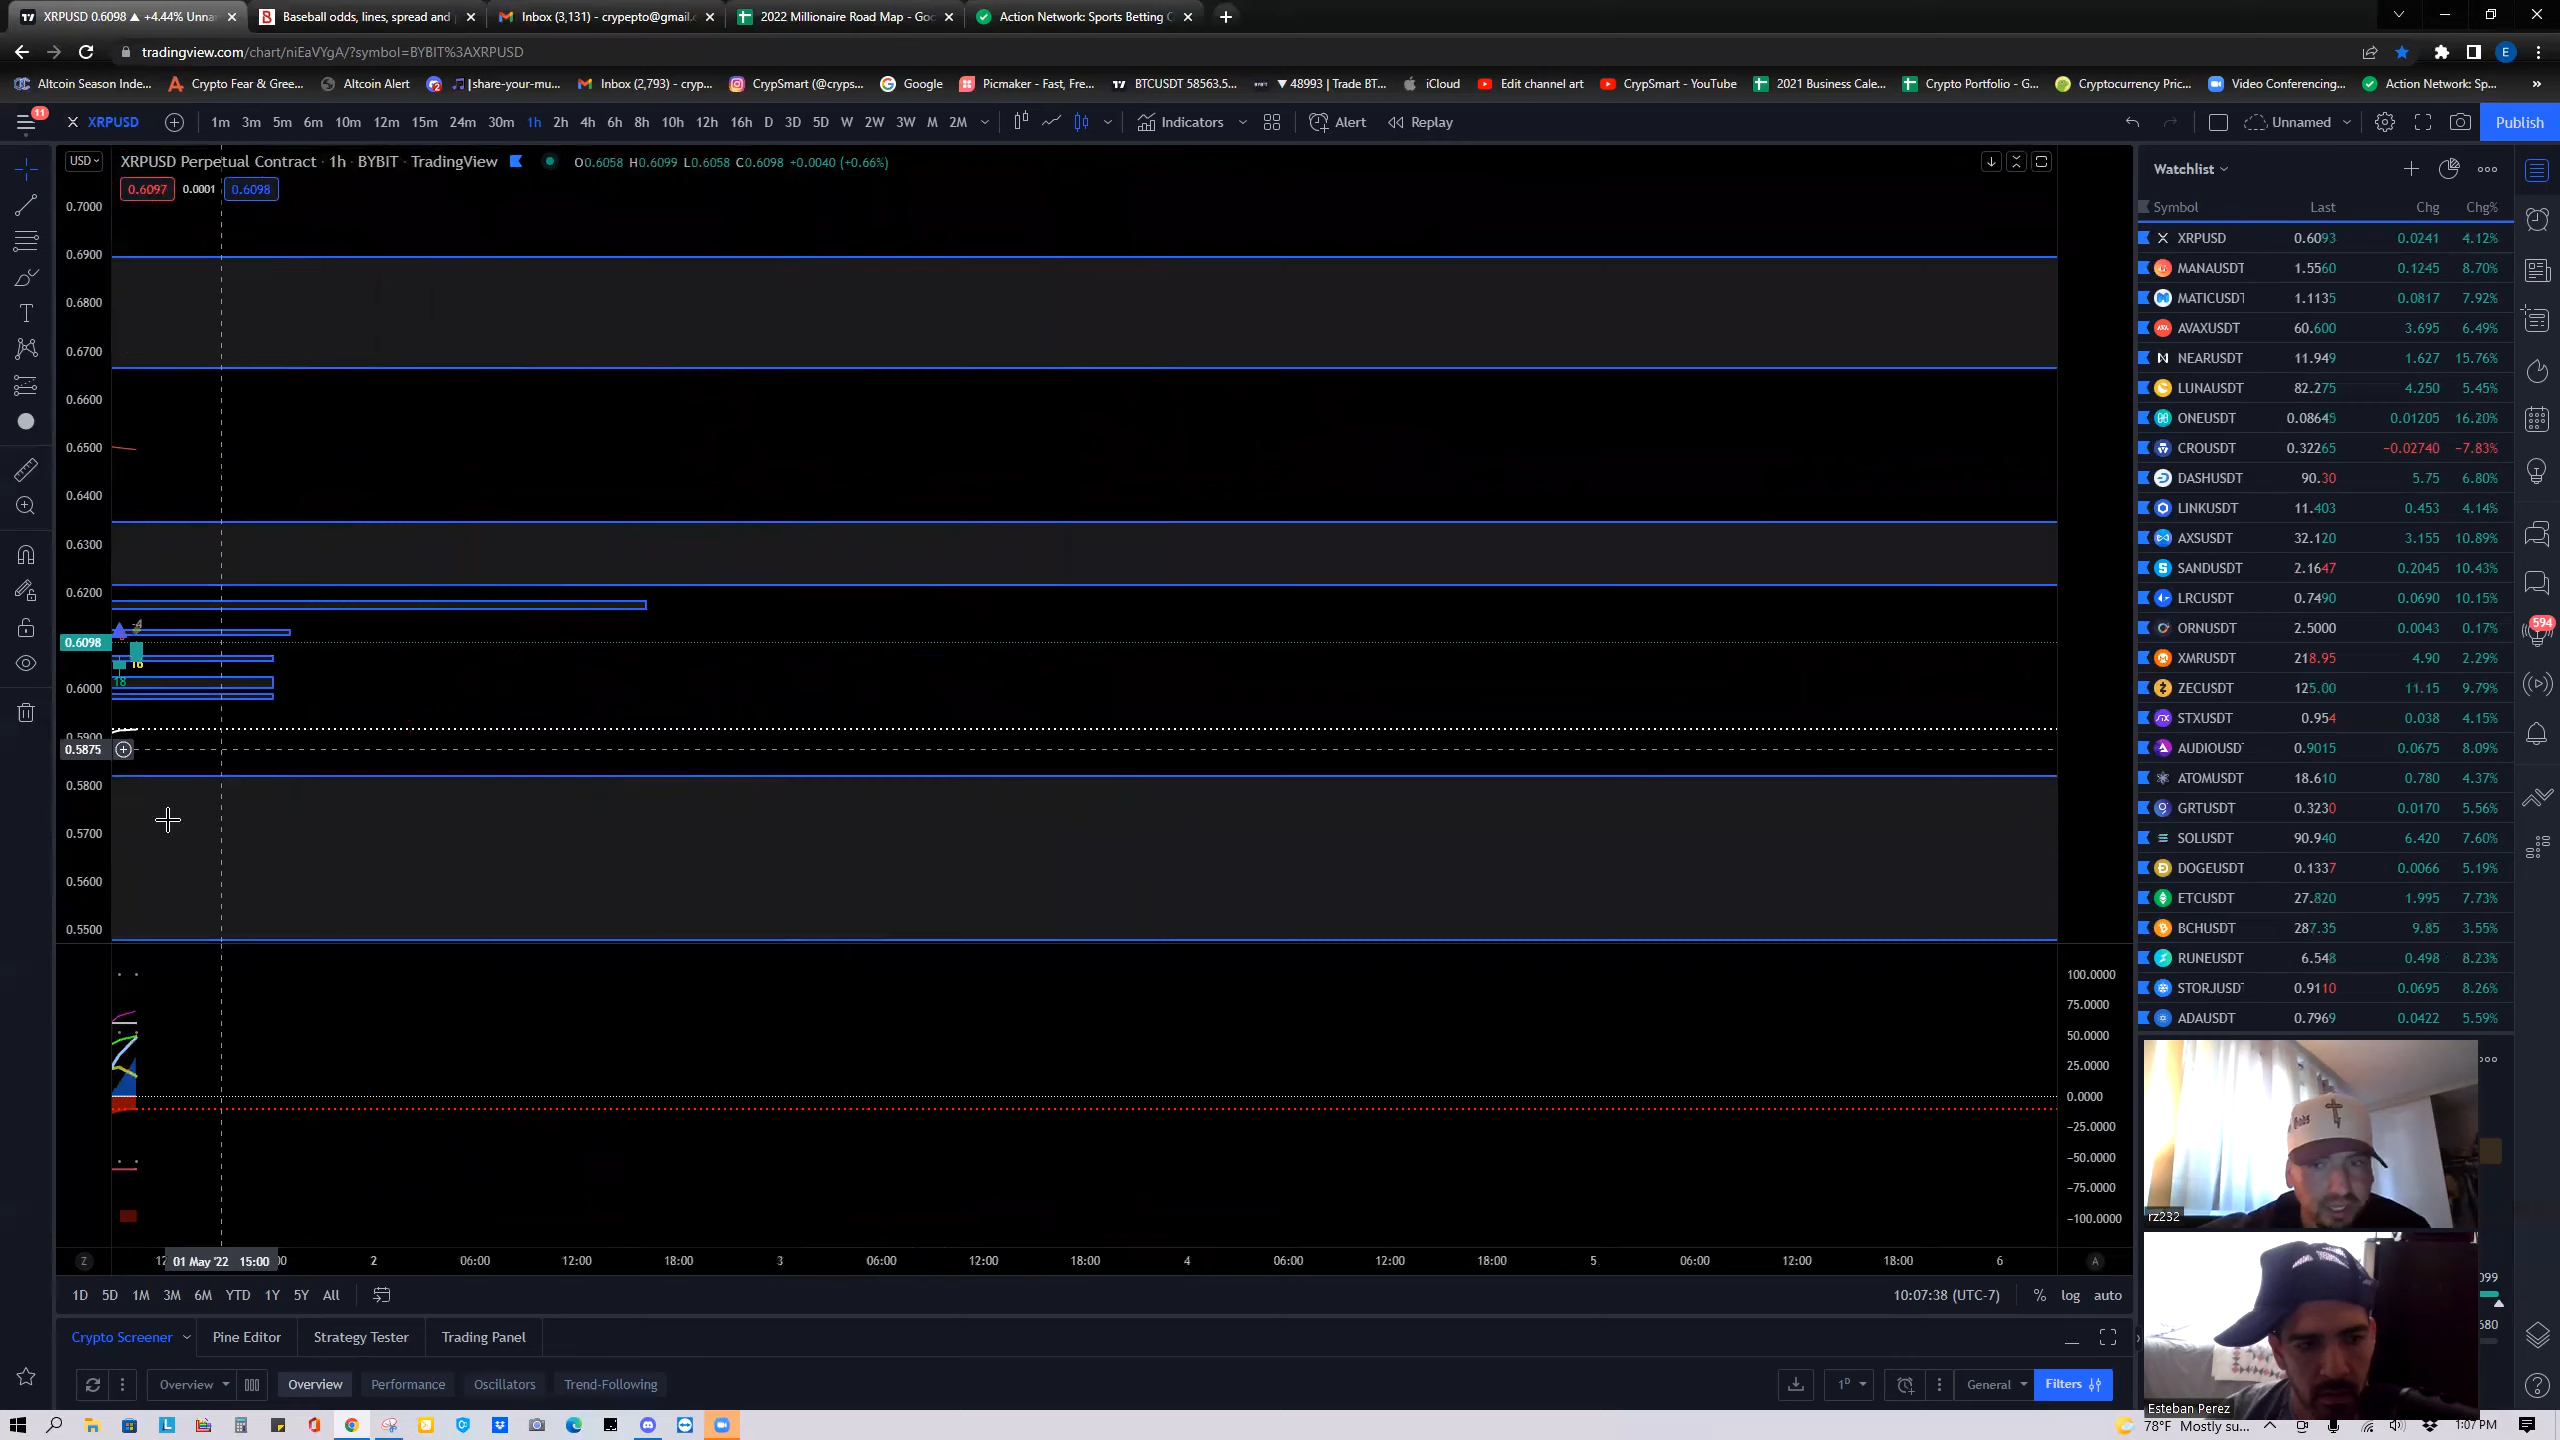 XRPUSD 0.6098 ▲ +4.44% Unna
Baseball odds, lines, spread and
Inbox (3,131) - crypepto@gmail.
2022 Millionaire Road Map - Goo
Action Network: Sports Betting
tradingview.com/chart/niEaVYgA/?symbol=BYBIT%3AXRPUSD
E
Altcoin Season Inde...
Crypto Fear & Gree...
Altcoin Alert
share-your-mu...
Inbox (2,793) - cryp...
CrypSmart (@cryps...
Google
Picmaker - Fast, Fre...
BTCUSDT 58563.5...
▼ 48993 | Trade BT...
iCloud
Edit channel art
CrypSmart - YouTube
2021 Business Cale...
Crypto Portfolio - G...
Cryptocurrency Pric...
Video Conferencing...
Action Network: Sp...
11
XRPUSD
1m 3m 5m 6m 10m 12m 15m 24m 30m 1h 2h 4h 6h 8h 10h 12h 16h D 3D 5D W 2W 3W M 2M
Indicators
Alert
Replay
Unnamed
Publish
USD
XRPUSD Perpetual Contract · 1h · BYBIT · TradingView
O0.6058 H0.6099 L0.6058 C0.6098 +0.0040 (+0.66%)
0.6097 0.0001 0.6098
0.7000
0.6900
0.6800
0.6700
0.6600
0.6500
0.6400
0.6300
0.6200
0.6098
18
18
0.6000
0.5900
0.5875
0.5800
0.5700
0.5600
0.5500
100.0000
75.0000
50.0000
25.0000
0.0000
−25.0000
−50.0000
−75.0000
−100.0000
Z
01 May '22 15:00
2 06:00 12:00 18:00 3 06:00 12:00 18:00 4 06:00 12:00 18:00 5 06:00 12:00 18:00 6
A
1D 5D 1M 3M 6M YTD 1Y 5Y All
10:07:38 (UTC-7)
% log auto
Crypto Screener
Pine Editor
Strategy Tester
Trading Panel
Overview
Overview
Performance
Oscillators
Trend-Following
1D
General
Filters
Watchlist
Symbol Last Chg Chg%
XRPUSD 0.6093 0.0241 4.12%
MANAUSDT 1.5560 0.1245 8.70%
MATICUSDT 1.1135 0.0817 7.92%
AVAXUSDT 60.600 3.695 6.49%
NEARUSDT 11.949 1.627 15.76%
LUNAUSDT 82.275 4.250 5.45%
ONEUSDT 0.08645 0.01205 16.20%
CROUSDT 0.32265 −0.02740 −7.83%
DASHUSDT 90.30 5.75 6.80%
LINKUSDT 11.403 0.453 4.14%
AXSUSDT 32.120 3.155 10.89%
SANDUSDT 2.1647 0.2045 10.43%
LRCUSDT 0.7490 0.0690 10.15%
ORNUSDT 2.5000 0.0043 0.17%
XMRUSDT 218.95 4.90 2.29%
ZECUSDT 125.00 11.15 9.79%
STXUSDT 0.954 0.038 4.15%
AUDIOUSD 0.9015 0.0675 8.09%
ATOMUSDT 18.610 0.780 4.37%
GRTUSDT 0.3230 0.0170 5.56%
SOLUSDT 90.940 6.420 7.60%
DOGEUSDT 0.1337 0.0066 5.19%
ETCUSDT 27.820 1.995 7.73%
BCHUSDT 287.35 9.85 3.55%
RUNEUSDT 6.548 0.498 8.23%
STORJUSDT 0.9110 0.0695 8.26%
ADAUSDT 0.7969 0.0422 5.59%
594
rz232
099
680
Esteban Perez
78°F Mostly su...
1:07 PM